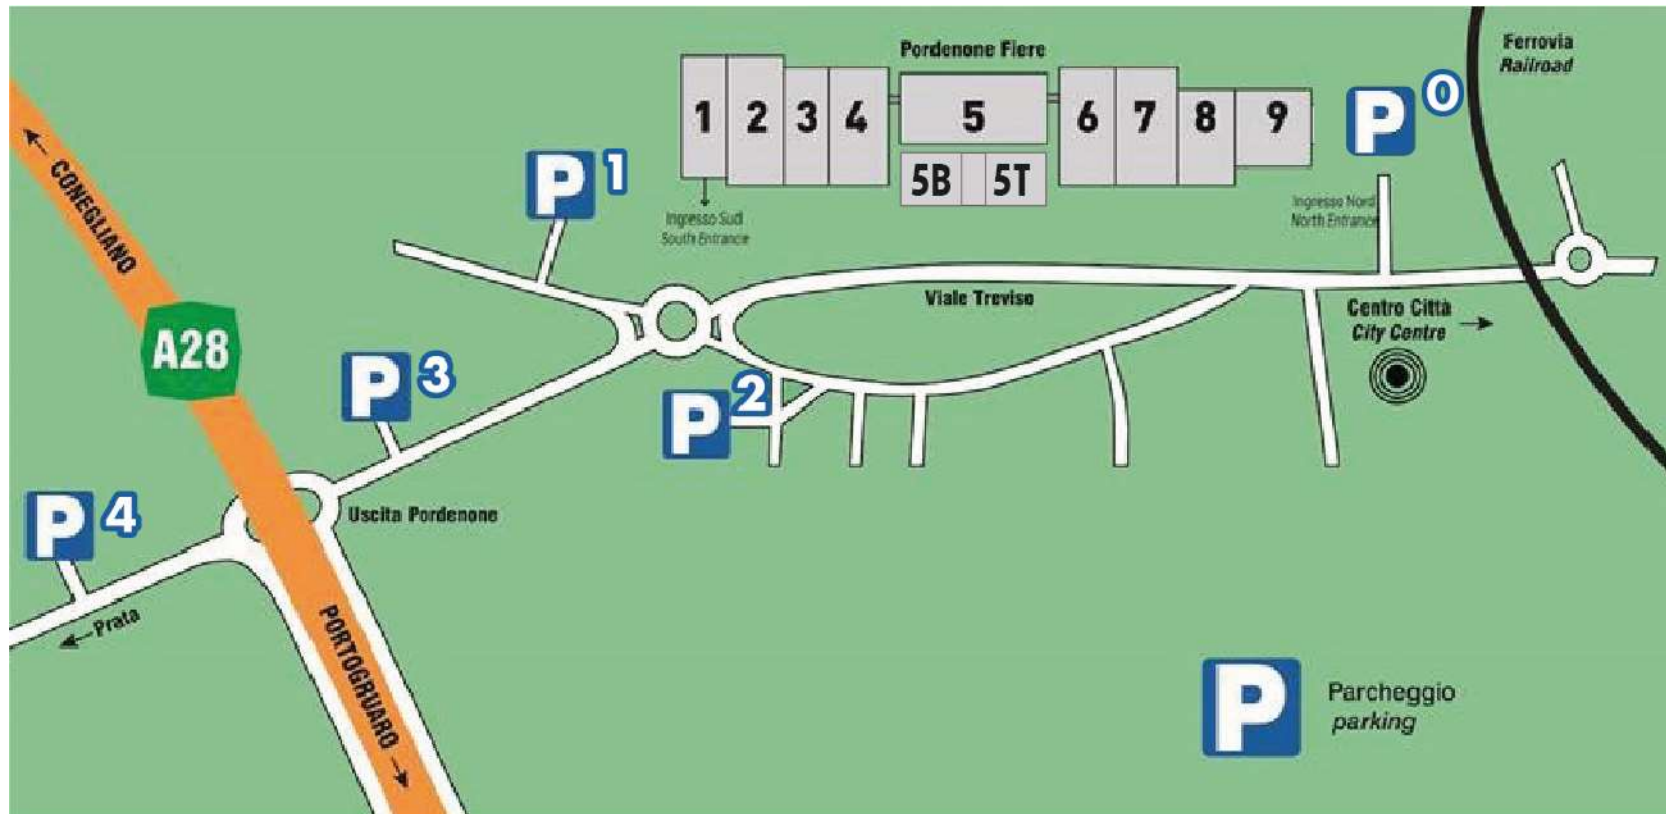 Pordenone Fiere
Ferrovia
Railroad
1
2
3
4
5
6
7
8
9
5B
5T
P 0
P 1
Ingresso Sud
South Entrance
Ingresso Nord
North Entrance
CONEGLIANO
A28
Viale Treviso
Centro Città
City Centre
P 3
P 2
P 4
Uscita Pordenone
Prata
PORTOGRUARO
P
Parcheggio
parking